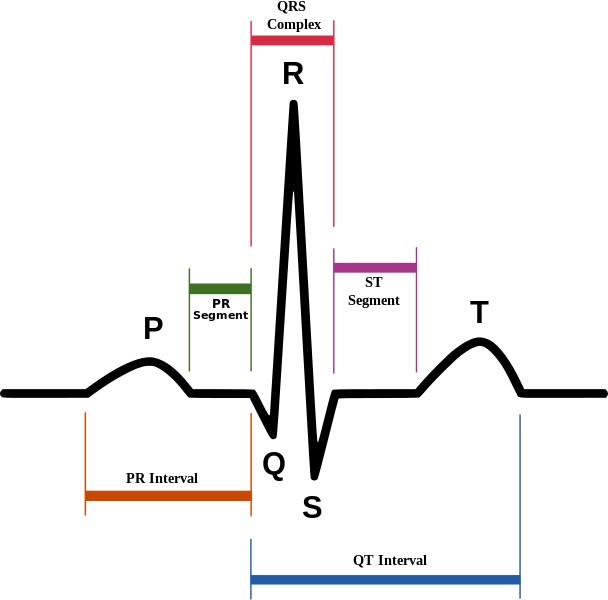 QRS
Complex
R
PR
Segment
ST
Segment
P
T
Q
PR Interval
S
QT Interval